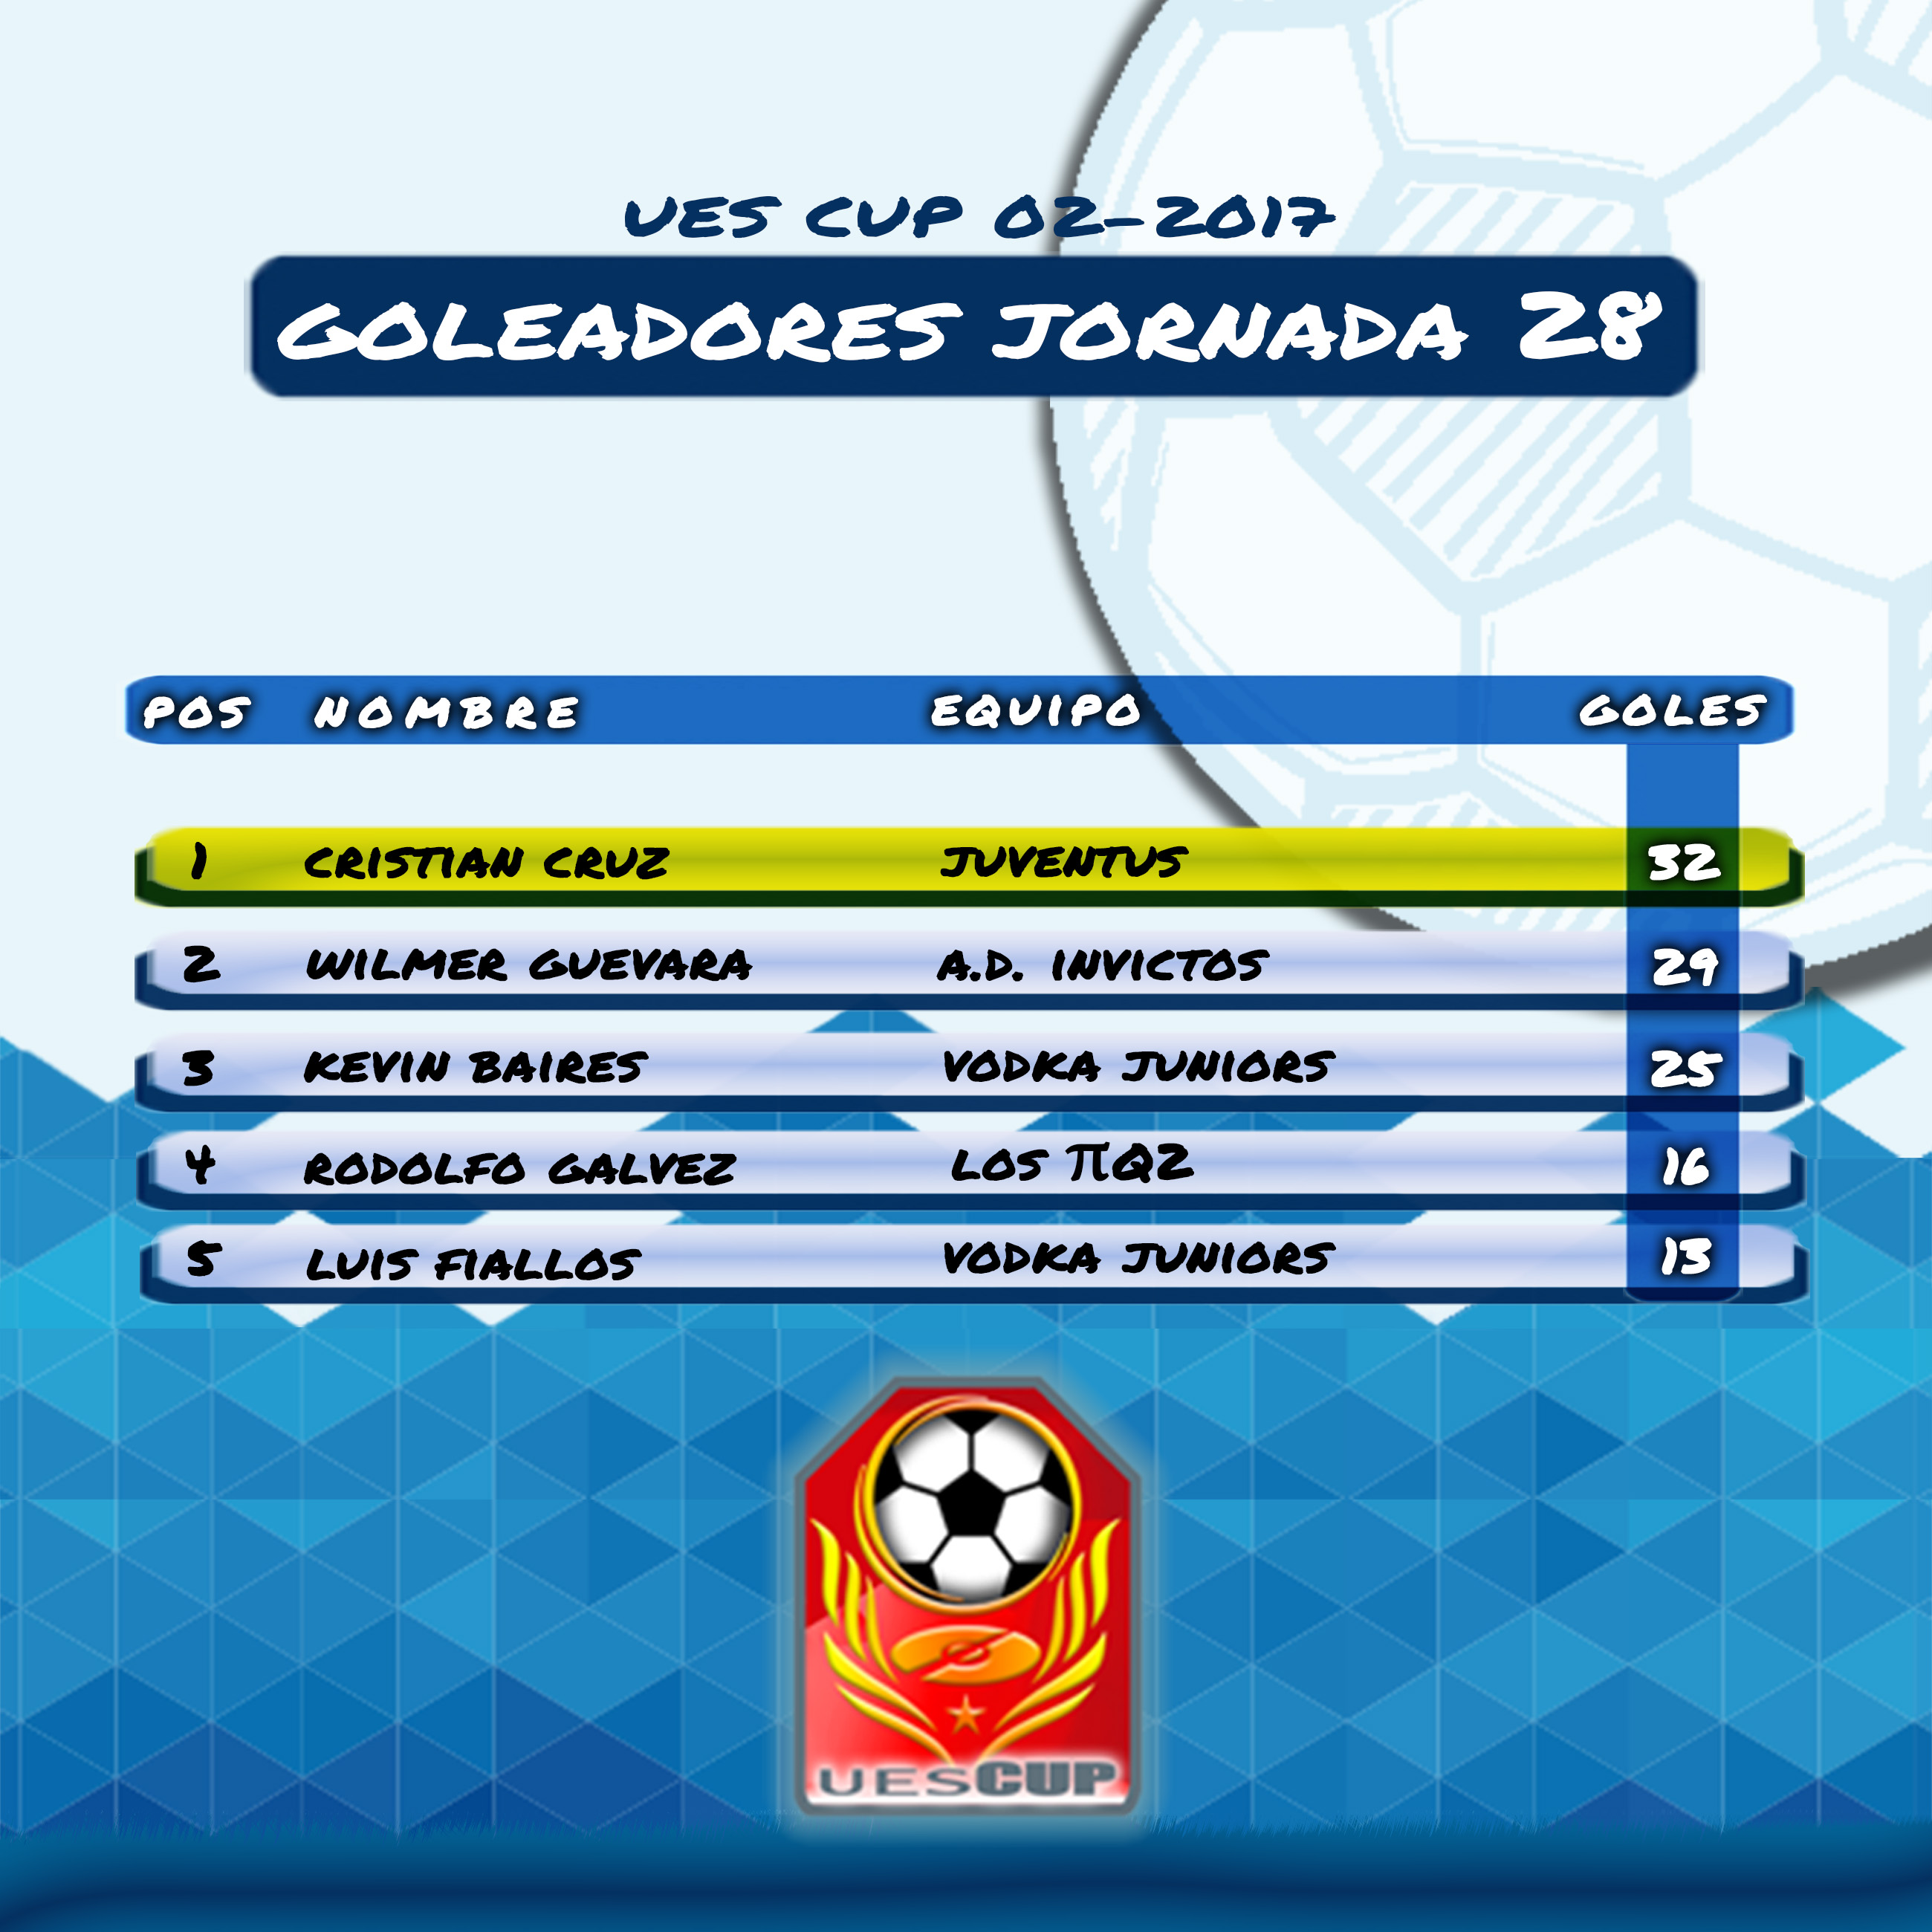 UES CUP 02-2017
GOLEADORES JORNADA 28
POS NOMBRE EQUIPO GOLES
1 CRISTIAN CRUZ JUVENTUS 32
2 WILMER GUEVARA A.D. INVICTOS 29
3 KEVIN BAIRES VODKA JUNIORS 25
4 RODOLFO GALVEZ LOS πQ2 16
5 LUIS FIALLOS VODKA JUNIORS 13
UESCUP